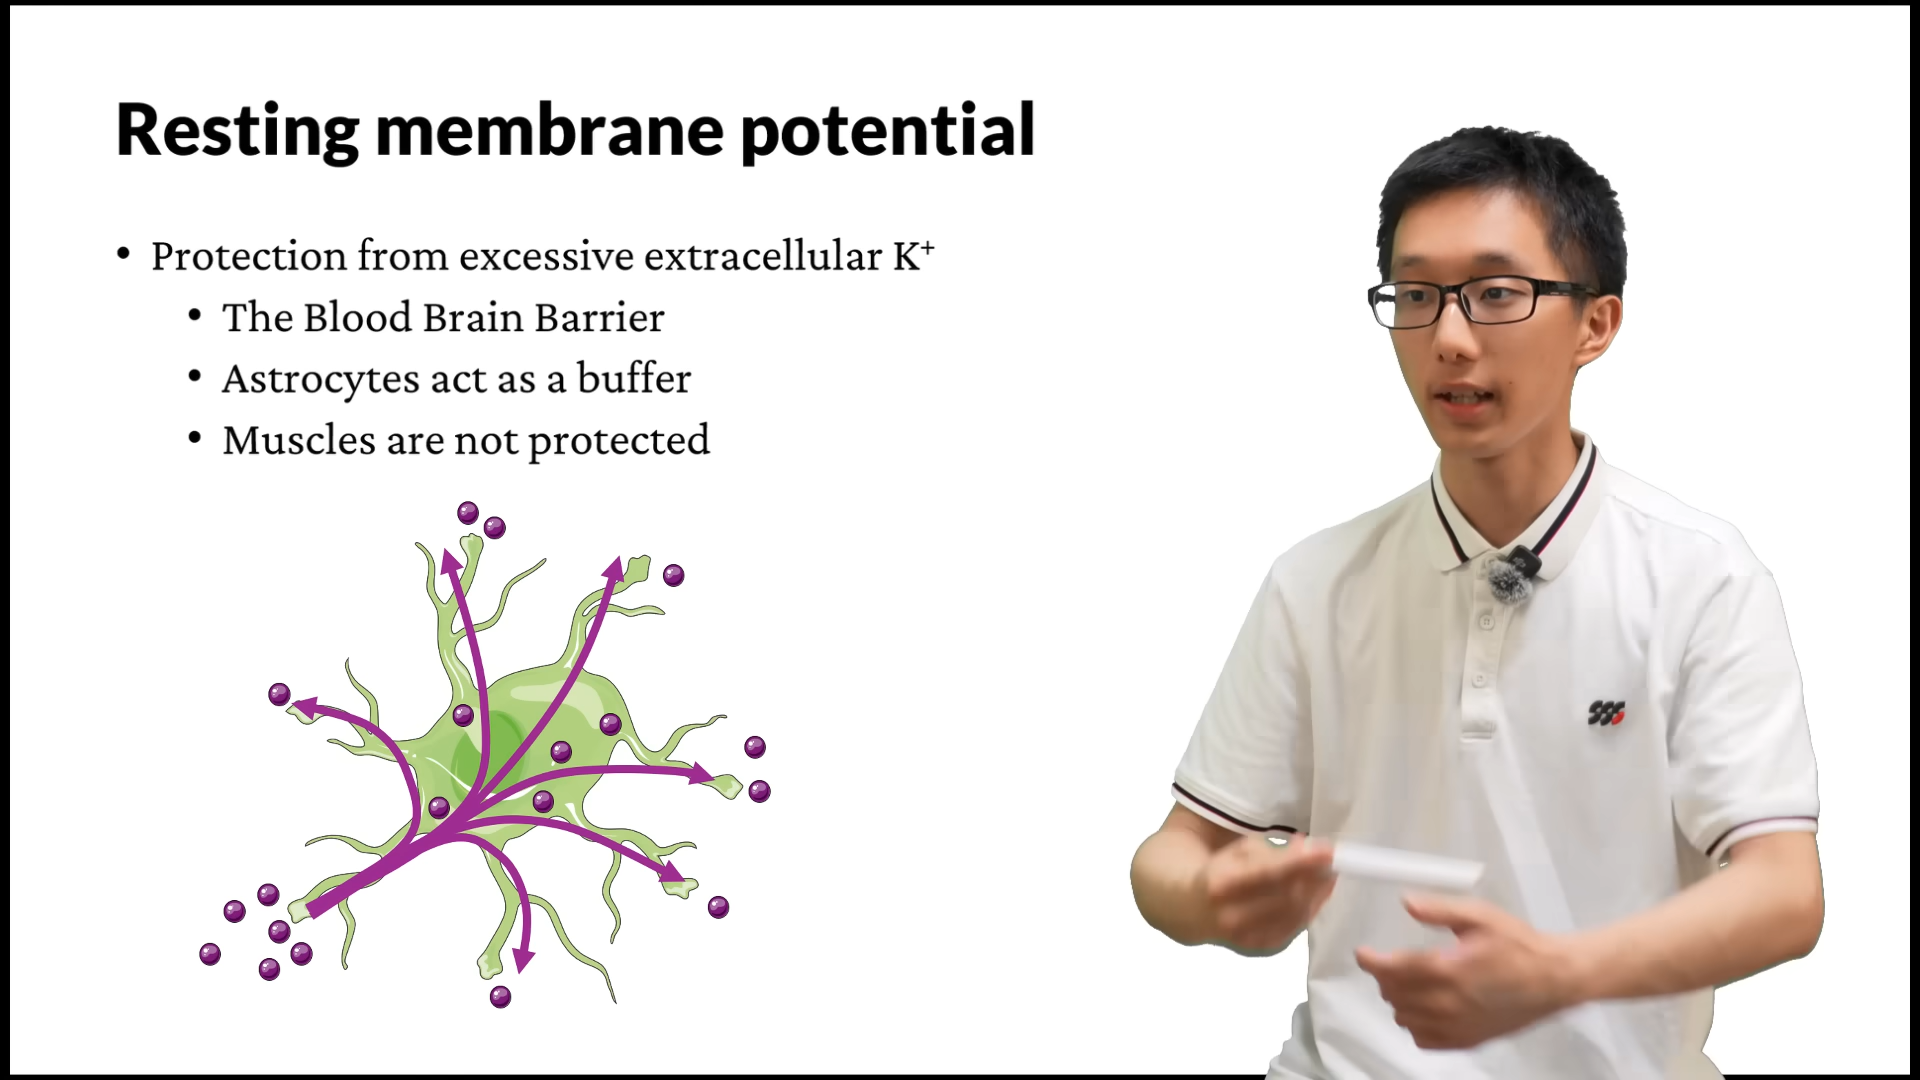 Resting membrane potential
• Protection from excessive extracellular K⁺
• The Blood Brain Barrier
• Astrocytes act as a buffer
• Muscles are not protected
SSS